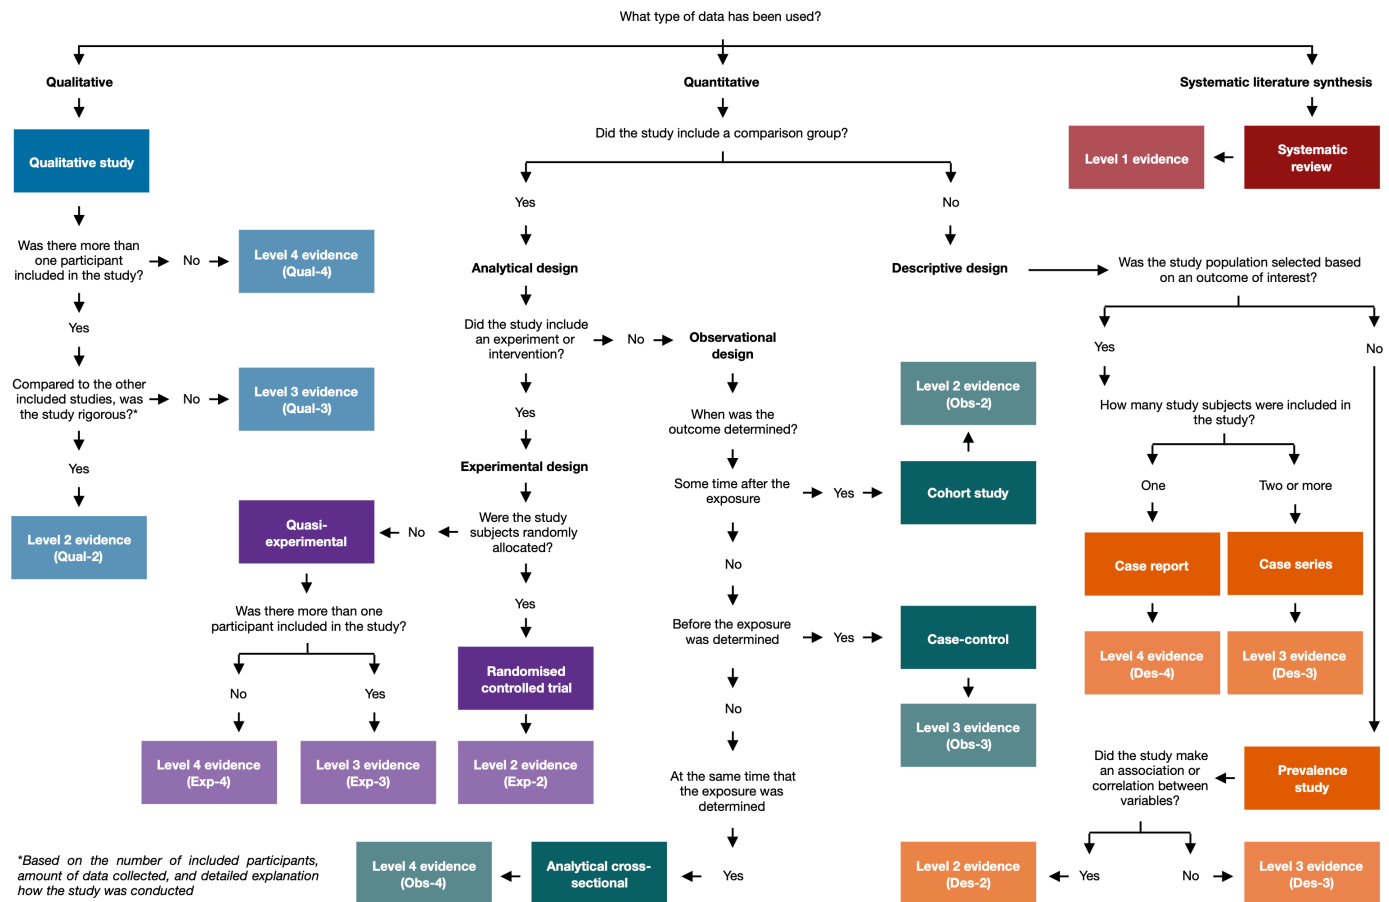 What type of data has been used?
Qualitative
Quantitative
Systematic literature synthesis
Did the study include a comparison group?
Qualitative study
Level 1 evidence
Systematic
review
Yes
No
Was there more than
one participant
included in the study?
No
Level 4 evidence
(Qual-4)
Yes
Compared to the other
included studies, was
the study rigorous?*
No
Level 3 evidence
(Qual-3)
Yes
Level 2 evidence
(Qual-2)
Analytical design
Did the study include
an experiment or
intervention?
No
Observational
design
Yes
Experimental design
Were the study
subjects randomly
allocated?
No
Quasi-
experimental
Was there more than one
participant included in the study?
No
Yes
Level 4 evidence
(Exp-4)
Level 3 evidence
(Exp-3)
Yes
Randomised
controlled trial
Level 2 evidence
(Exp-2)
When was the
outcome determined?
Some time after the
exposure
Yes
Cohort study
Level 2 evidence
(Obs-2)
No
Before the exposure
was determined
Yes
Case-control
Level 3 evidence
(Obs-3)
No
At the same time that
the exposure was
determined
Yes
Analytical cross-
sectional
Level 4 evidence
(Obs-4)
Descriptive design
Was the study population selected based
on an outcome of interest?
Yes
No
How many study subjects were included in
the study?
One
Two or more
Case report
Case series
Level 4 evidence
(Des-4)
Level 3 evidence
(Des-3)
Prevalence
study
Did the study make
an association or
correlation between
variables?
Level 2 evidence
(Des-2)
Yes
No
Level 3 evidence
(Des-3)
*Based on the number of included participants,
amount of data collected, and detailed explanation
how the study was conducted